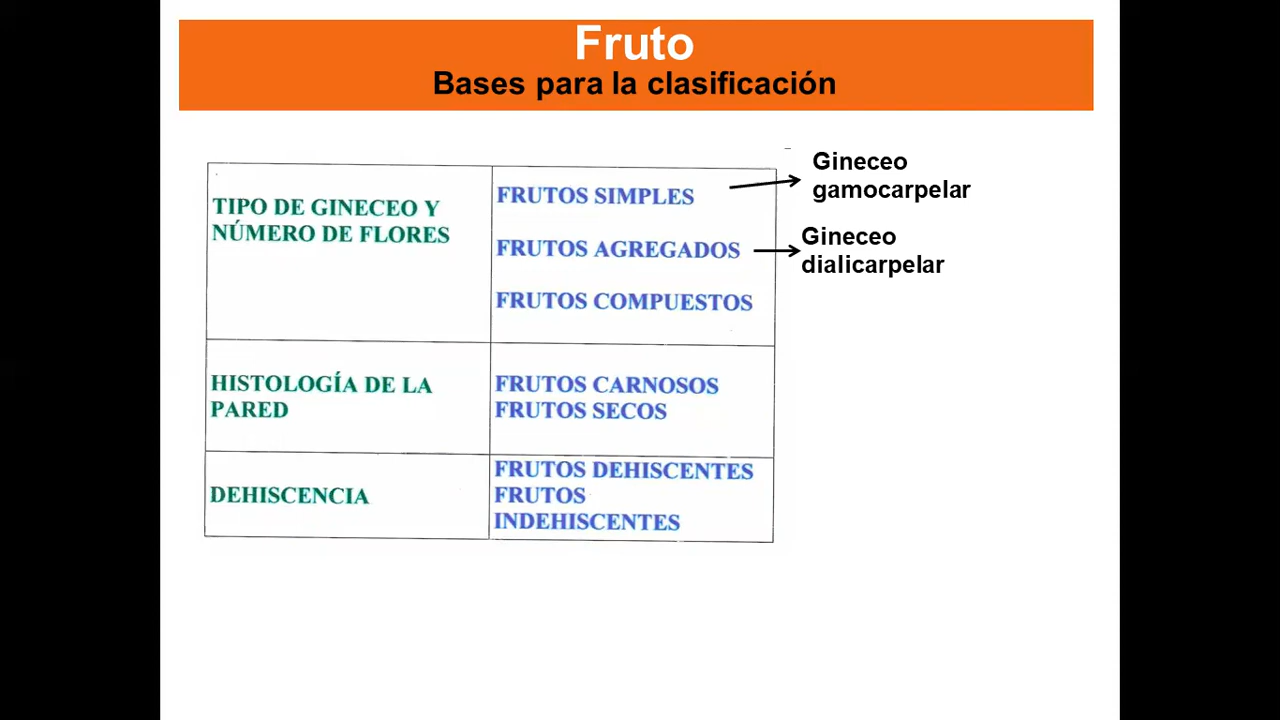 Fruto
Bases para la clasificación
TIPO DE GINECEO Y
NÚMERO DE FLORES
FRUTOS SIMPLES
FRUTOS AGREGADOS
FRUTOS COMPUESTOS
Gineceo
gamocarpelar
Gineceo
dialicarpelar
HISTOLOGÍA DE LA
PARED
FRUTOS CARNOSOS
FRUTOS SECOS
DEHISCENCIA
FRUTOS DEHISCENTES
FRUTOS
INDEHISCENTES